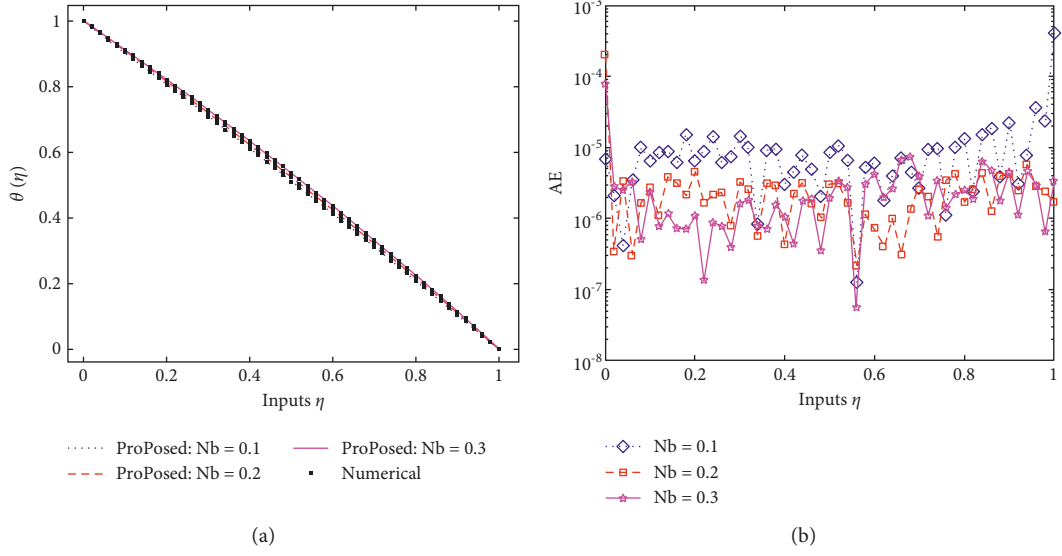 1
0.8
0.6
0.4
0.2
0
θ (η)
0 0.2 0.4 0.6 0.8 1
Inputs η
ProPosed: Nb = 0.1
ProPosed: Nb = 0.2
ProPosed: Nb = 0.3
Numerical
(a)
10-3
10-4
10-5
10-6
10-7
10-8
AE
0 0.2 0.4 0.6 0.8 1
Inputs η
Nb = 0.1
Nb = 0.2
Nb = 0.3
(b)